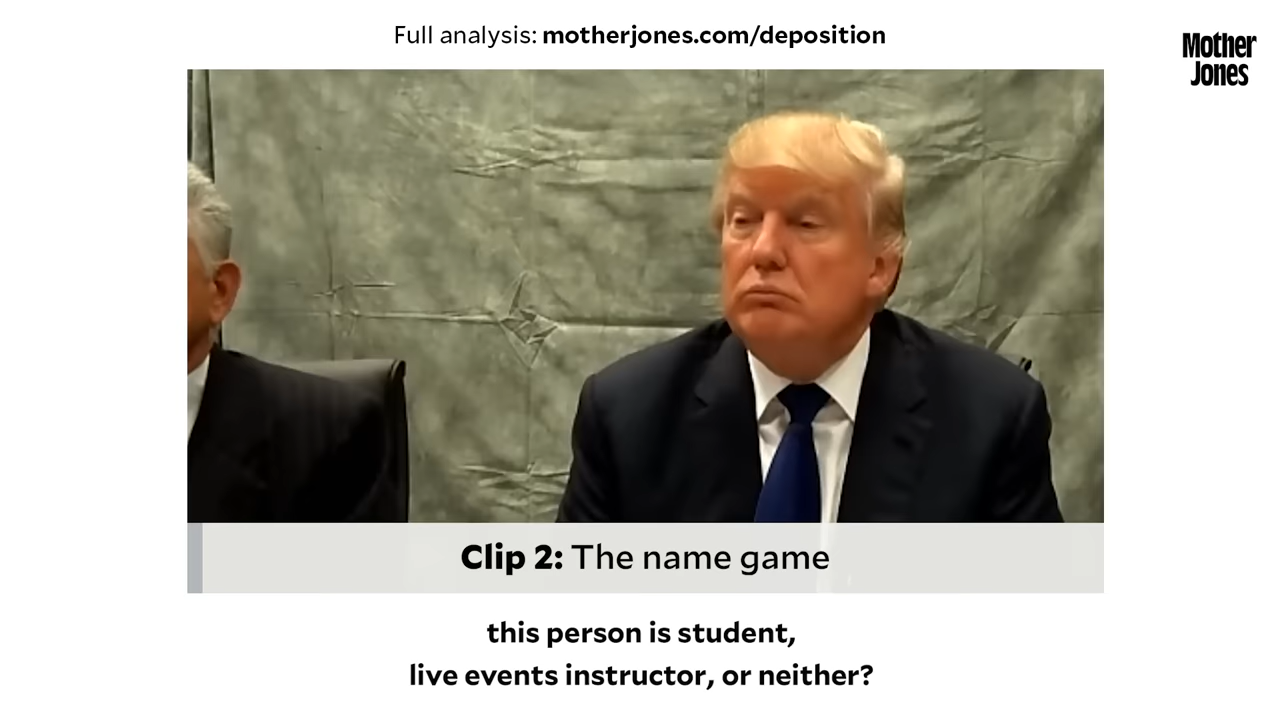 Full analysis: motherjones.com/deposition
Mother
Jones
Clip 2: The name game
this person is student,
live events instructor, or neither?